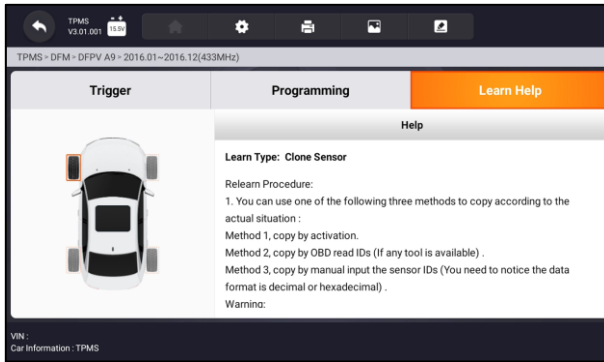 TPMS
V3.01.001
15.5V
TPMS > DFM > DFPV A9 > 2016.01~2016.12(433MHz)
Trigger
Programming
Learn Help
Help
Learn Type: Clone Sensor
Relearn Procedure:
1. You can use one of the following three methods to copy according to the
actual situation :
Method 1, copy by activation.
Method 2, copy by OBD read IDs (If any tool is available) .
Method 3, copy by manual input the sensor IDs (You need to notice the data
format is decimal or hexadecimal) .
Warning:
VIN :
Car Information : TPMS